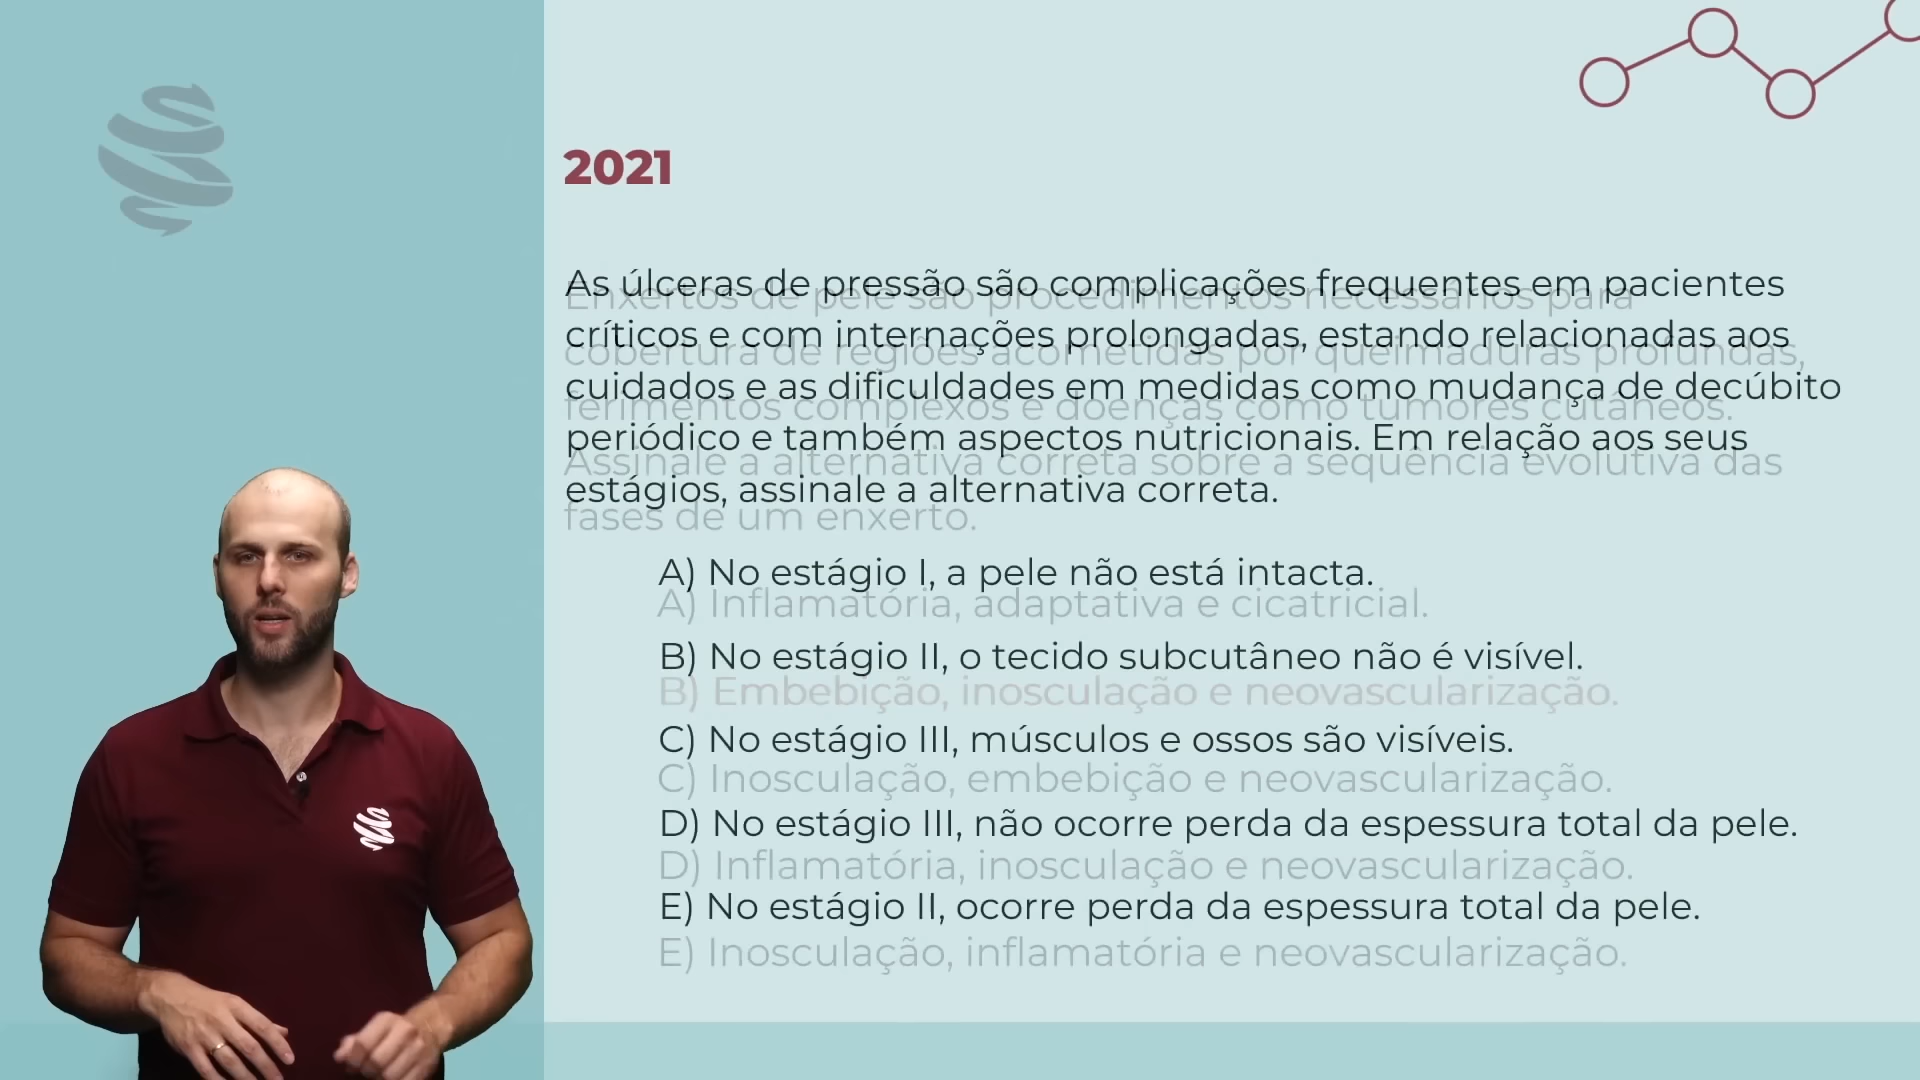 2021
As úlceras de pressão são complicações frequentes em pacientes
Enxertos de pele são procedimentos necessários para
críticos e com internações prolongadas, estando relacionadas aos
cobertura de regiões acometidas por queimaduras profundas,
cuidados e as dificuldades em medidas como mudança de decúbito
ferimentos complexos e doenças como tumores cutâneos.
periódico e também aspectos nutricionais. Em relação aos seus
Assinale a alternativa correta sobre a sequência evolutiva das
estágios, assinale a alternativa correta.
fases de um enxerto.
A) No estágio I, a pele não está intacta.
A) Inflamatória, adaptativa e cicatricial.
B) No estágio II, o tecido subcutâneo não é visível.
B) Embebição, inosculação e neovascularização.
C) No estágio III, músculos e ossos são visíveis.
C) Inosculação, embebição e neovascularização.
D) No estágio III, não ocorre perda da espessura total da pele.
D) Inflamatória, inosculação e neovascularização.
E) No estágio II, ocorre perda da espessura total da pele.
E) Inosculação, inflamatória e neovascularização.